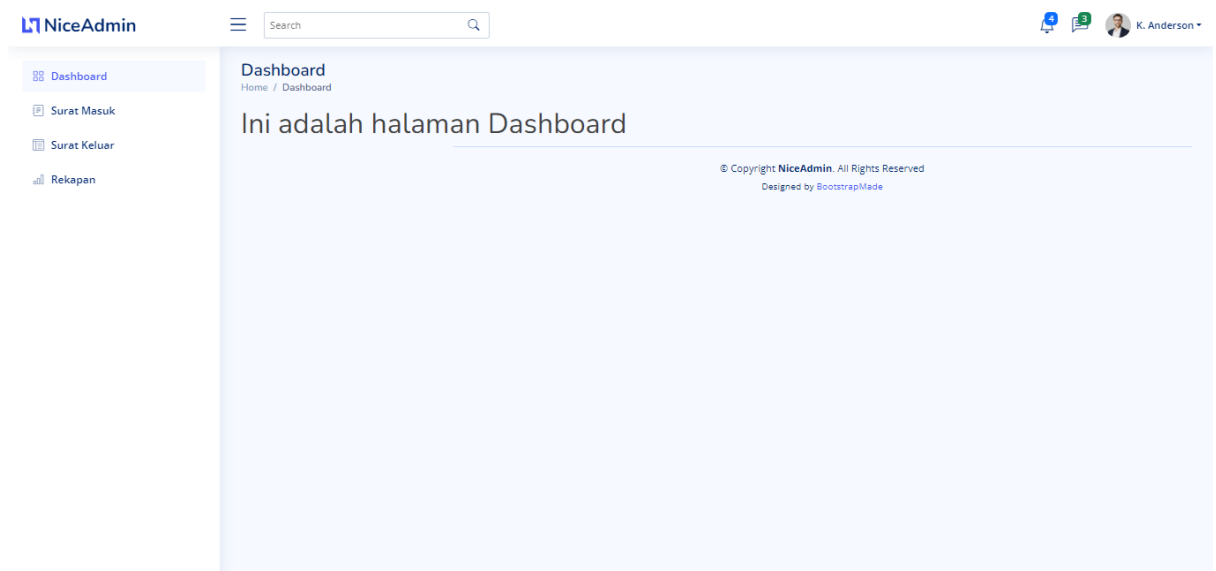 NiceAdmin
Search
4
3
K. Anderson
Dashboard
Surat Masuk
Surat Keluar
Rekapan
Dashboard
Home / Dashboard
Ini adalah halaman Dashboard
© Copyright NiceAdmin. All Rights Reserved
Designed by BootstrapMade